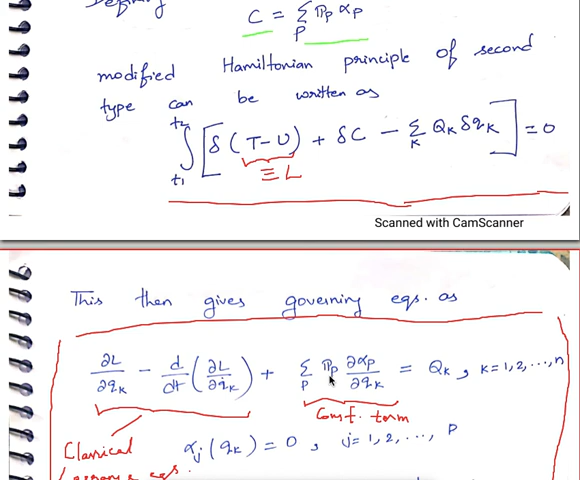 Defining C = Σ_P π_P α_P
modified Hamiltonian principle of second
type can be written as
∫_{t1}^{t2} [ δ(T-U) + δC - Σ_K Q_K δq_K ] = 0
≡ L
Scanned with CamScanner
This then gives governing eqs. as
∂L/∂q_K - d/dt (∂L/∂q̇_K) + Σ_P π_P ∂α_P/∂q_K = Q_K , K=1,2,...,n
Const. term
Classical
α_j(q_K) = 0 , j=1,2,..., P
eqs.